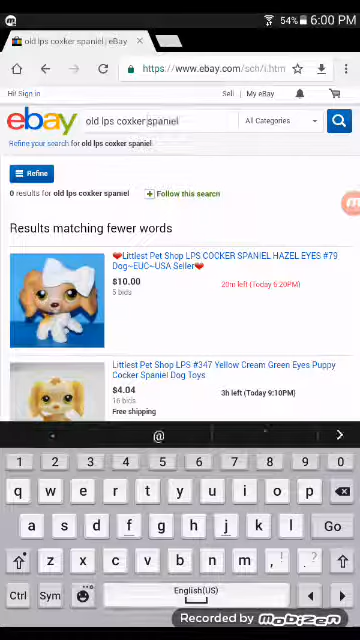 54% 6:00 PM
old lps coxker spaniel | eBay
https://www.ebay.com/sch/i.htm
Hi! Sign in Sell My eBay
ebay old lps coxker spaniel All Categories
Refine your search for old lps coxker spaniel
Refine
0 results for old lps coxker spaniel Follow this search
Results matching fewer words
❤Littlest Pet Shop LPS COCKER SPANIEL HAZEL EYES #79
Dog~EUC~USA Seller❤
$10.00 20m left (Today 6:20PM)
5 bids
Littlest Pet Shop LPS #347 Yellow Cream Green Eyes Puppy
Cocker Spaniel Dog Toys
$4.04 3h left (Today 9:10PM)
16 bids
Free shipping
@
1 2 3 4 5 6 7 8 9 0
q w e r t y u i o p
a s d f g h j k l Go
z x c v b n m , ! . ?
Ctrl Sym English(US)
Recorded by Mobizen